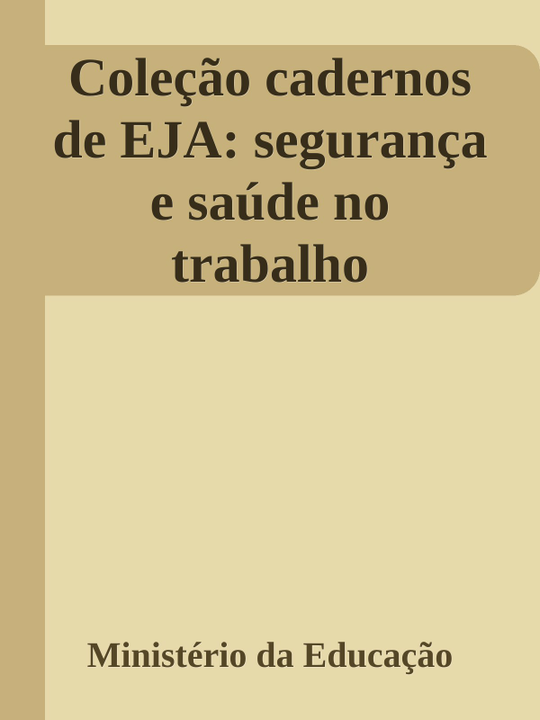 Coleção cadernos
de EJA: segurança
e saúde no
trabalho
Ministério da Educação